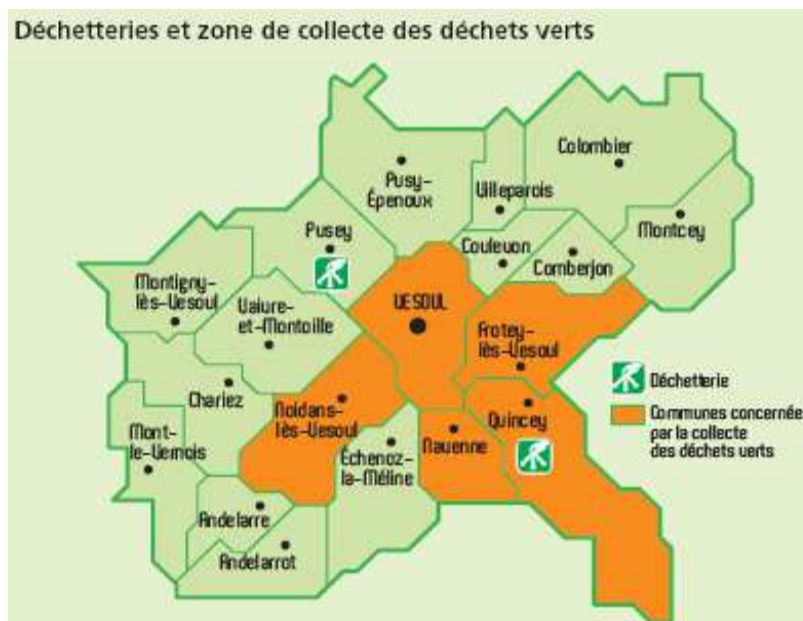 Déchetteries et zone de collecte des déchets verts
Colombier
Pusy-
Épenoux
Villeparois
Montcey
Pusey
Coulevon
Comberjon
Montigny-
lès-Vesoul
Vaivre-
et-Montoille
VESOUL
Frotey-
lès-Vesoul
Déchetterie
Chariez
Noidans-
lès-Vesoul
Quincey
Communes concernée
par la collecte
des déchets verts
Mont-
le-Vernois
Navenne
Échenoz-
la-Méline
Andelarre
Andelarrot